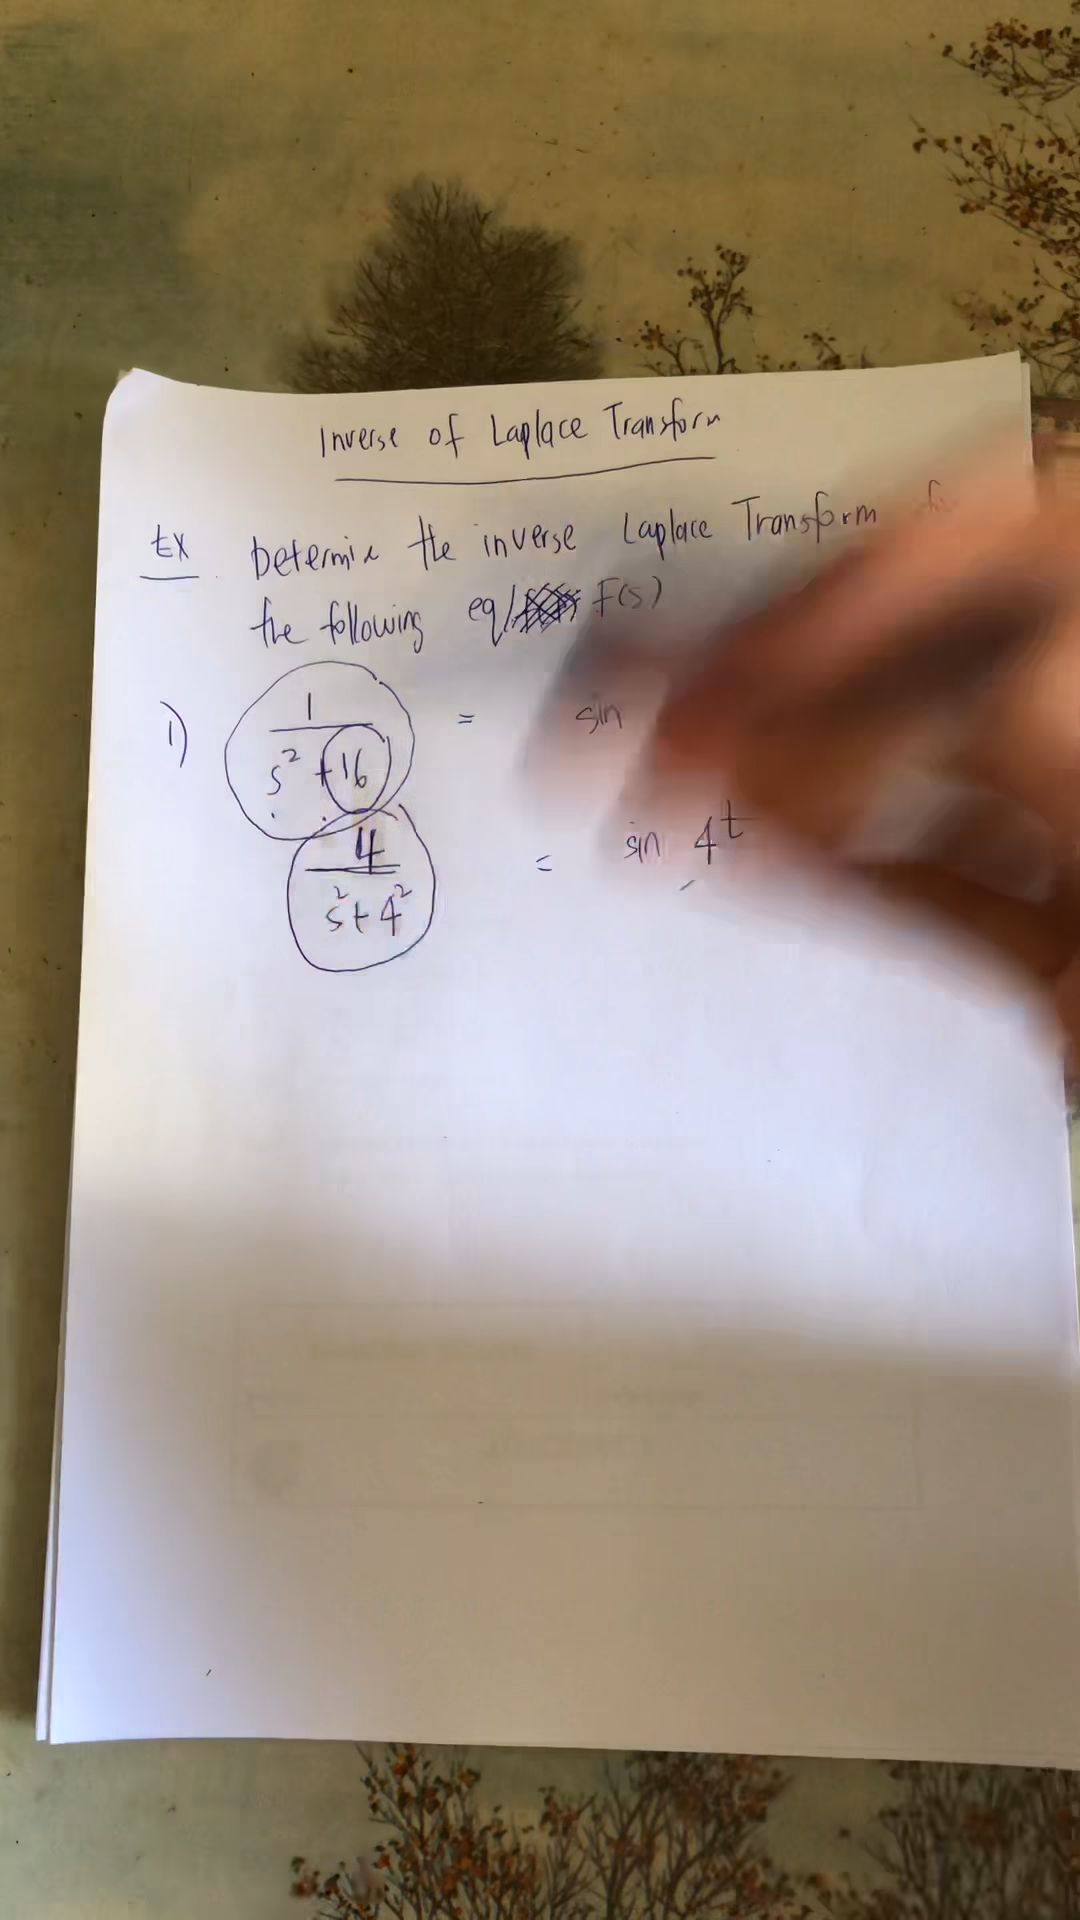 Inverse of Laplace Transform
Ex Determine the inverse Laplace Transform
the following eq/ F(s)
1) 1 / s² + 16 = sin
4 / s² + 4² = sin 4t